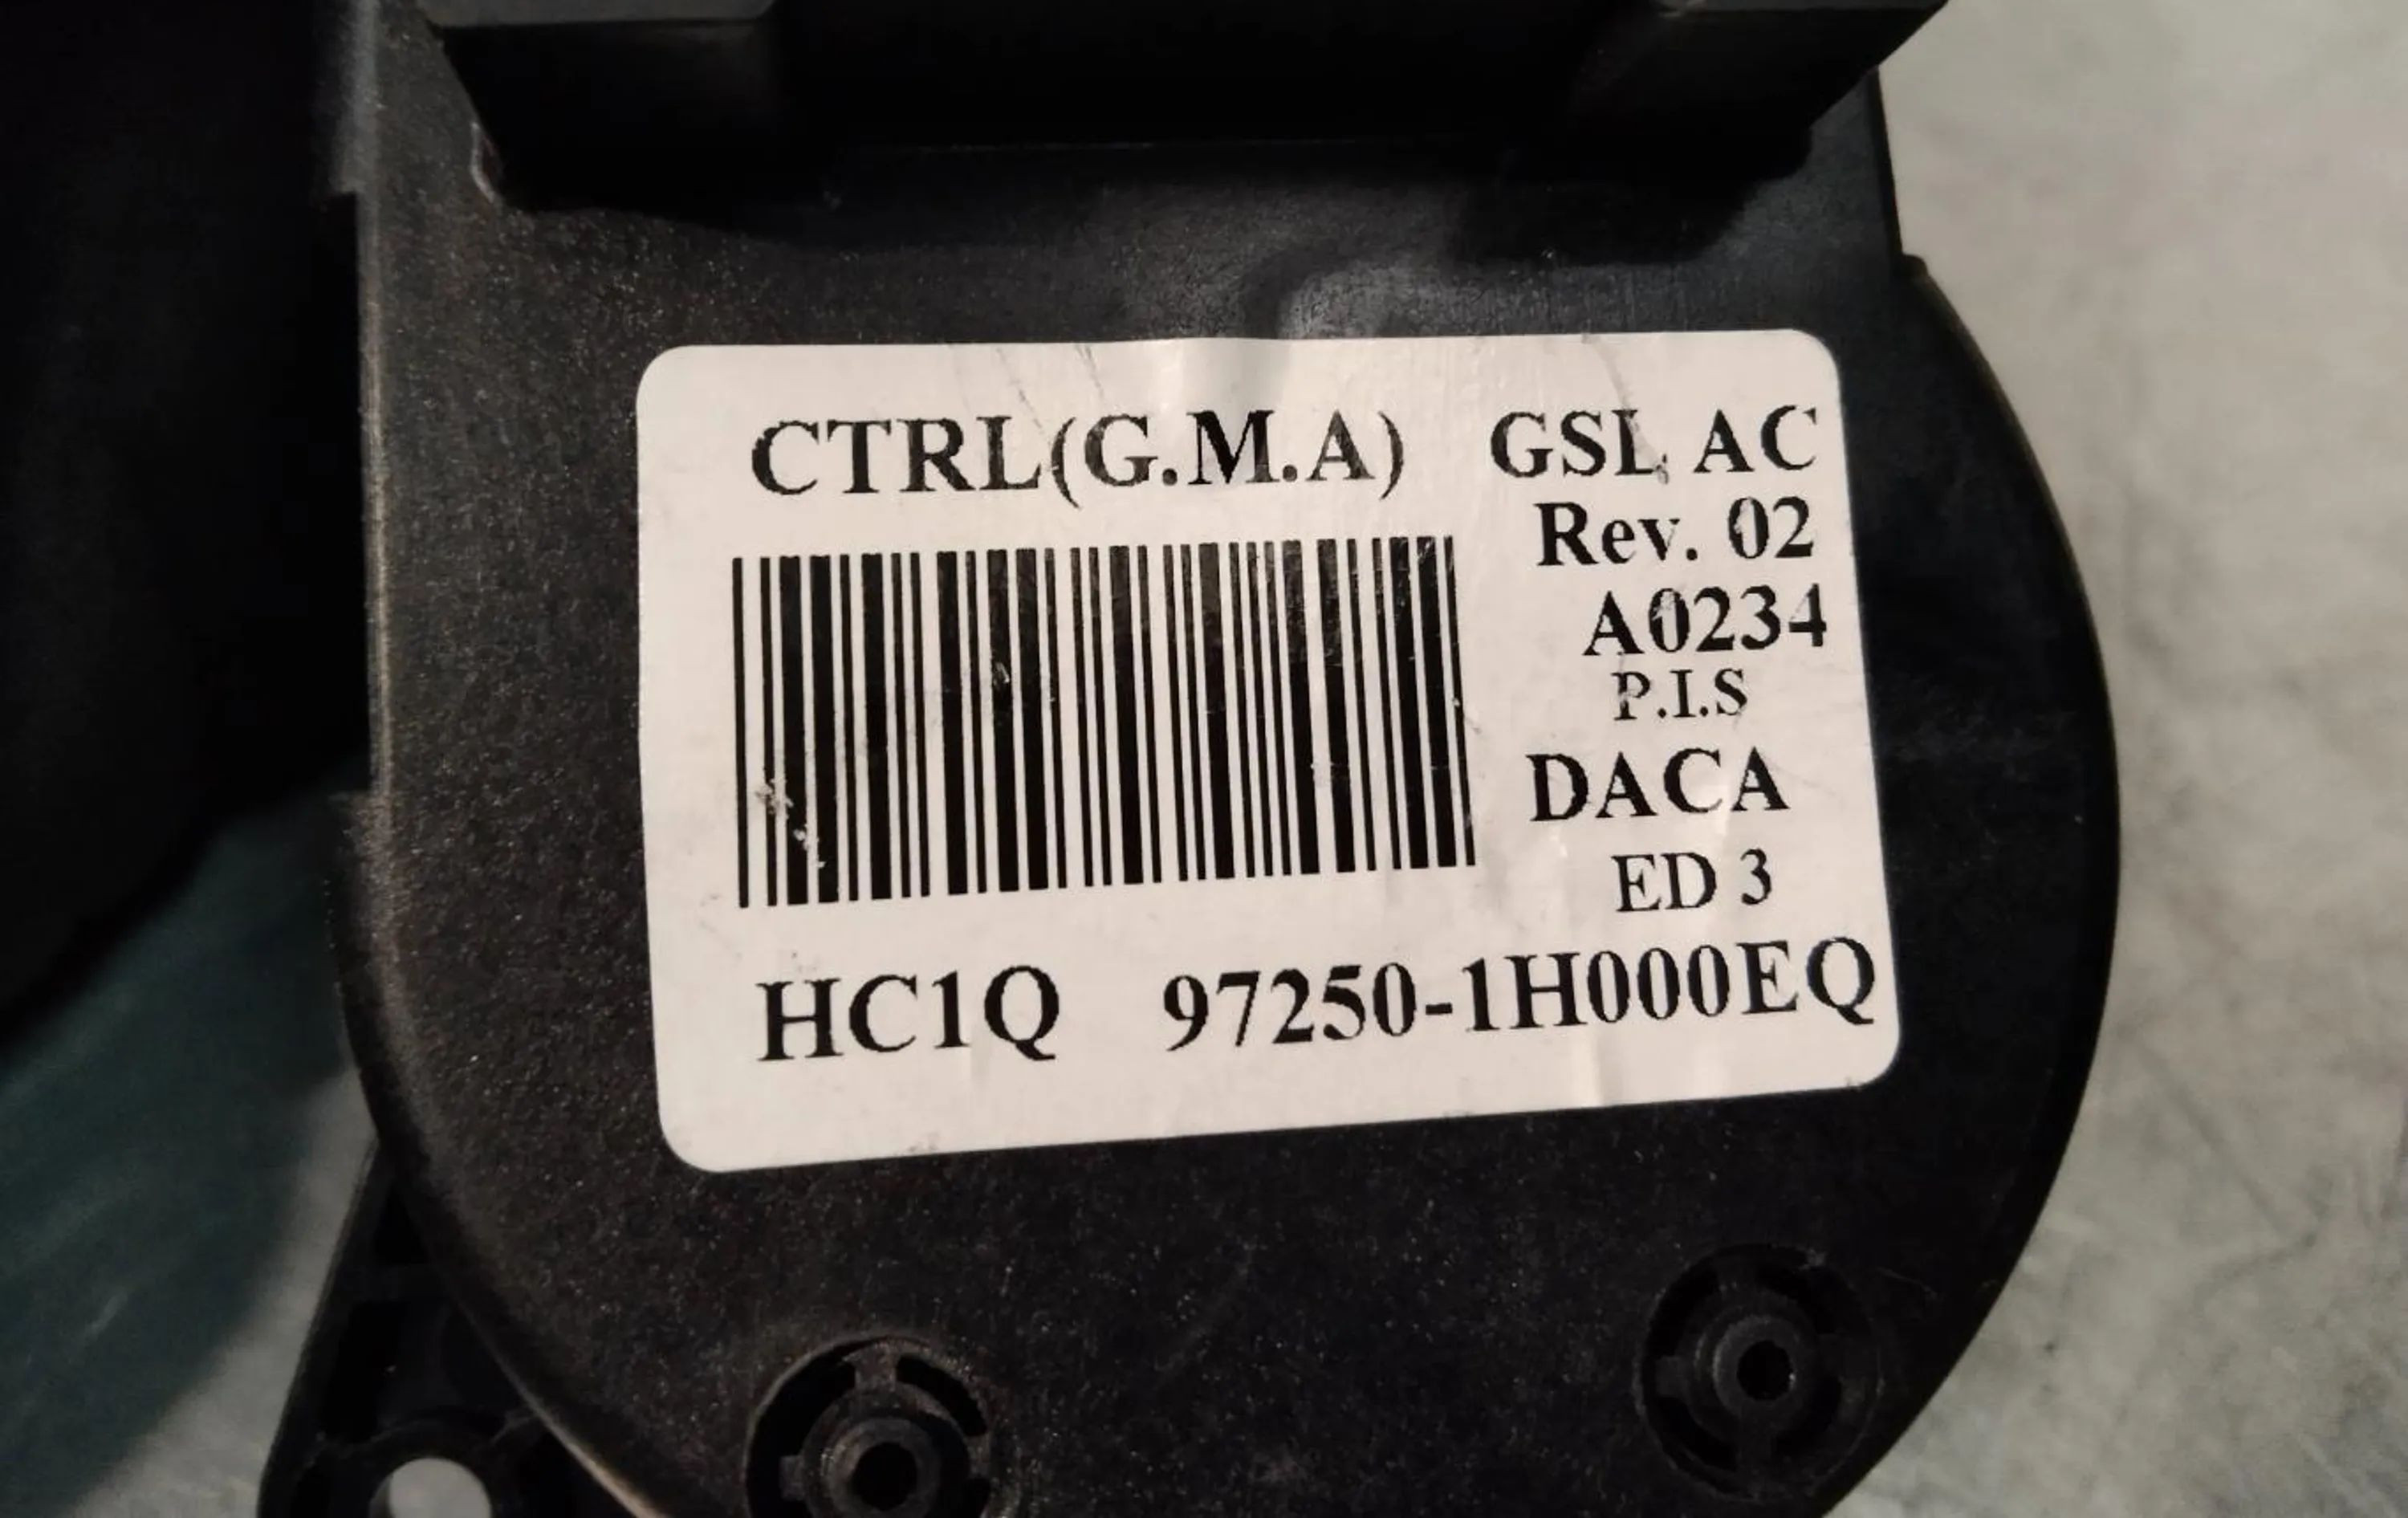 CTRL(G.M.A) GSL AC
Rev. 02
A0234
P.I.S
DACA
ED 3
HC1Q 97250-1H000EQ